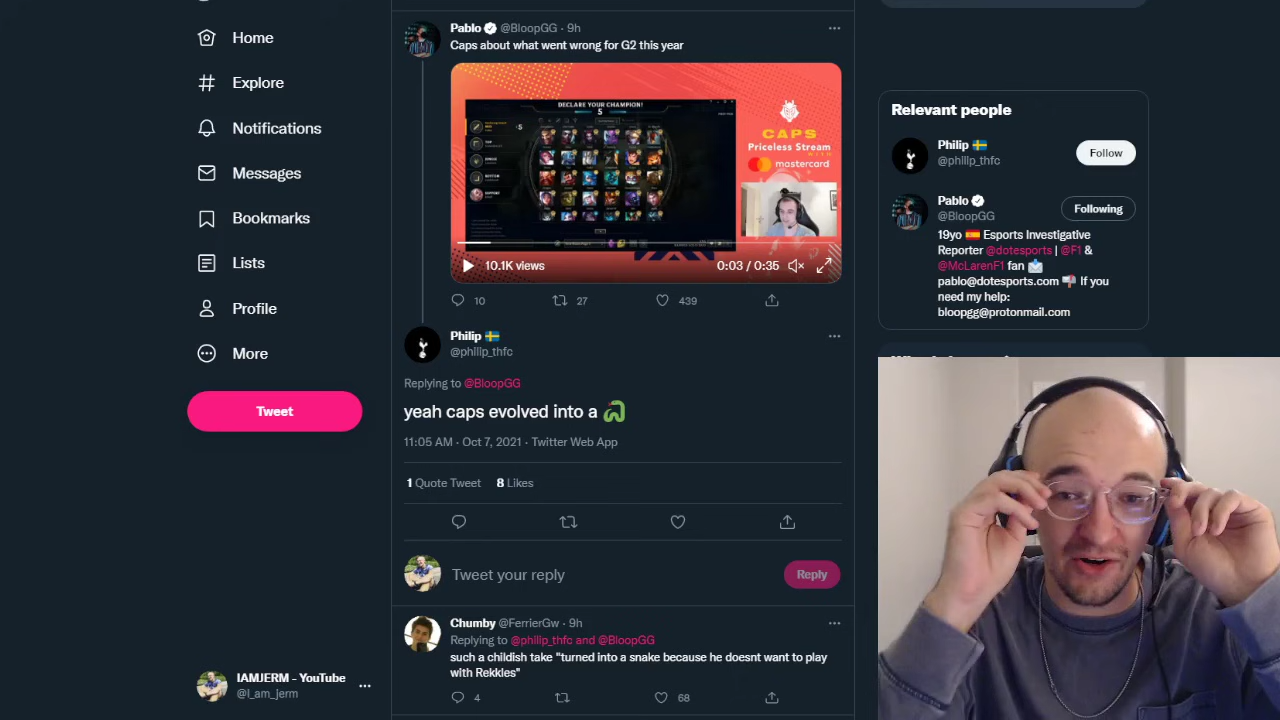 Home
Explore
Notifications
Messages
Bookmarks
Lists
Profile
More
Tweet
IAMJERM - YouTube
@I_am_jerm
Pablo @BloopGG · 9h
Caps about what went wrong for G2 this year
DECLARE YOUR CHAMPION!
5
CAPS
Priceless Stream
WITH
mastercard
10.1K views
0:03 / 0:35
10
27
439
Philip 🇸🇪
@philip_thfc
Replying to @BloopGG
yeah caps evolved into a 🐍
11:05 AM · Oct 7, 2021 · Twitter Web App
1 Quote Tweet 8 Likes
Tweet your reply
Reply
Chumby @FerrierGw · 9h
Replying to @philip_thfc and @BloopGG
such a childish take "turned into a snake because he doesnt want to play
with Rekkles"
4
68
Relevant people
Philip 🇸🇪
@philip_thfc
Follow
Pablo
@BloopGG
Following
19yo 🇪🇸 Esports Investigative
Reporter @dotesports | @F1 &
@McLarenF1 fan 📩
pablo@dotesports.com 📬 If you
need my help:
bloopgg@protonmail.com